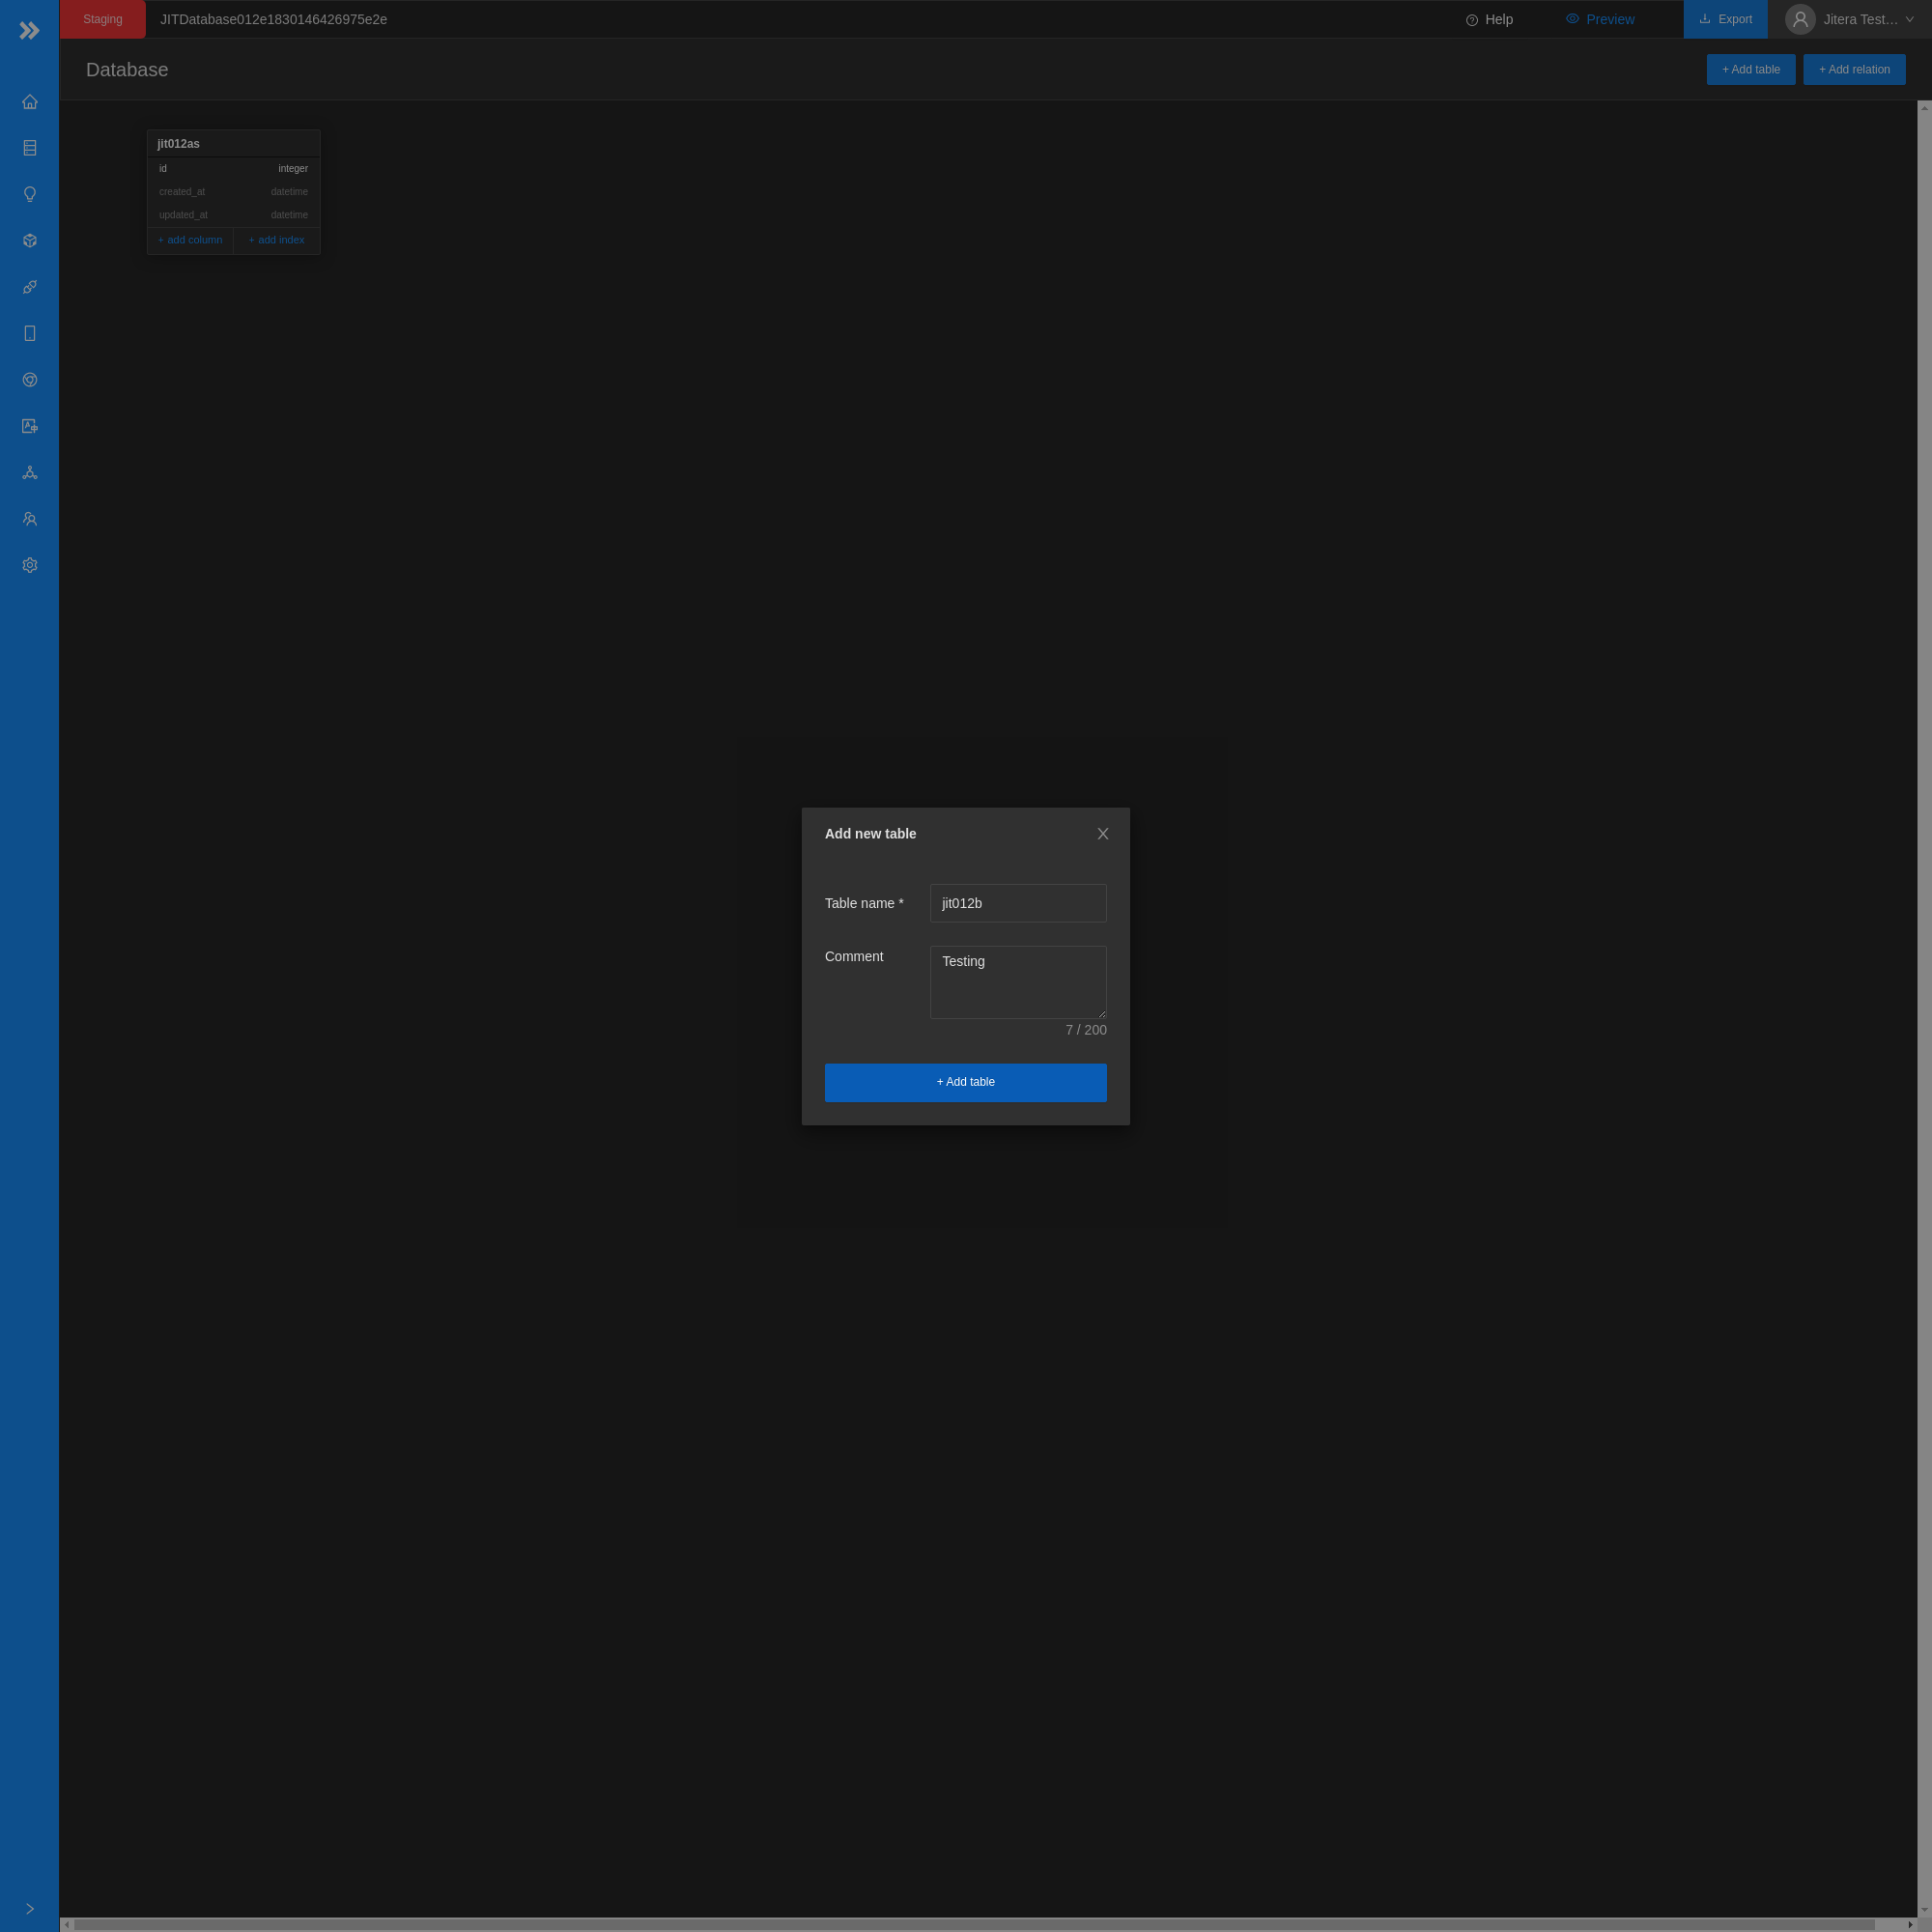 Staging
JITDatabase012e1830146426975e2e
Help
Preview
Export
Jitera Test...
Database
+ Add table
+ Add relation
jit012as
id integer
created_at datetime
updated_at datetime
+ add column
+ add index
Add new table
Table name *
jit012b
Comment
Testing
7 / 200
+ Add table